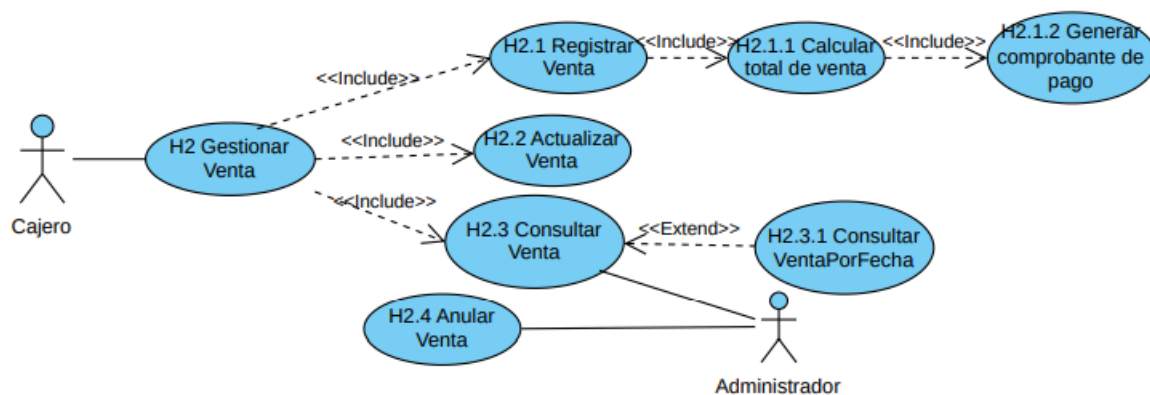 H2.1 Registrar
Venta
<<Include>>
H2.1.1 Calcular
total de venta
<<Include>>
H2.1.2 Generar
comprobante de
pago
<<Include>>
Cajero
H2 Gestionar
Venta
<<Include>>
H2.2 Actualizar
Venta
<<Include>>
H2.3 Consultar
Venta
<<Extend>>
H2.3.1 Consultar
VentaPorFecha
H2.4 Anular
Venta
Administrador